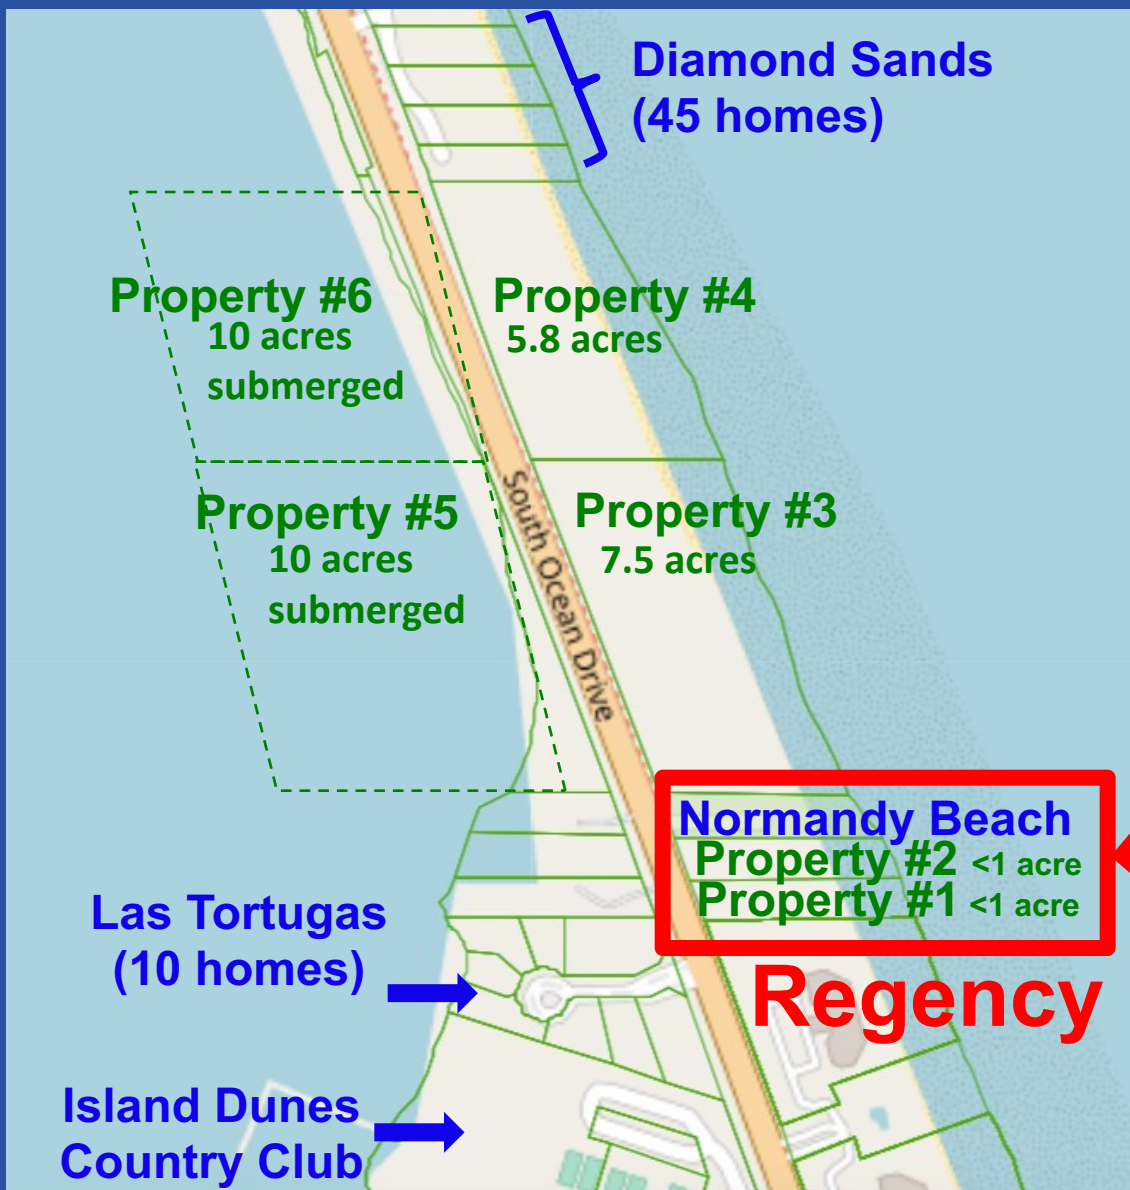 Diamond Sands
(45 homes)
Property #6
10 acres
submerged
Property #4
5.8 acres
Property #5
10 acres
submerged
South Ocean Drive
Property #3
7.5 acres
Normandy Beach
Property #2 <1 acre
Property #1 <1 acre
Las Tortugas
(10 homes)
Regency
Island Dunes
Country Club